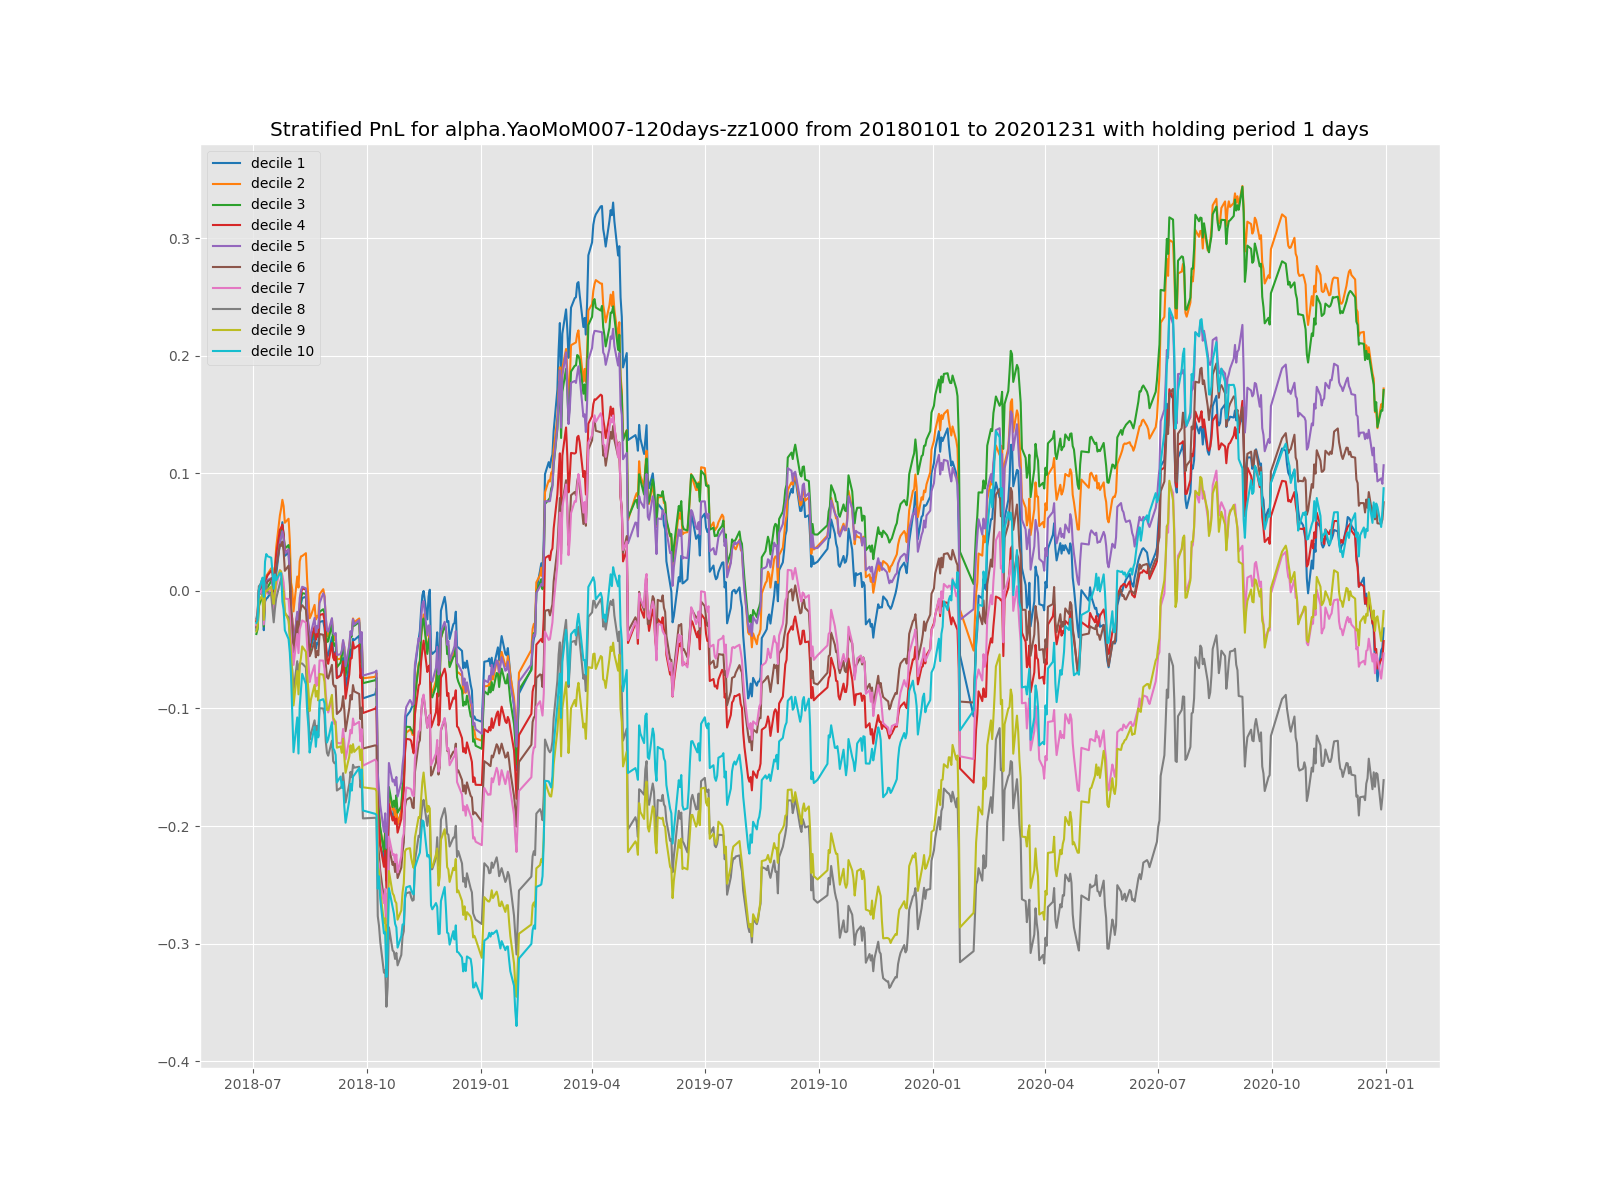 Stratified PnL for alpha.YaoMoM007-120days-zz1000 from 20180101 to 20201231 with holding period 1 days
decile 1
decile 2
decile 3
decile 4
decile 5
decile 6
decile 7
decile 8
decile 9
decile 10
0.3
0.2
0.1
0.0
−0.1
−0.2
−0.3
−0.4
2018-07 2018-10 2019-01 2019-04 2019-07 2019-10 2020-01 2020-04 2020-07 2020-10 2021-01